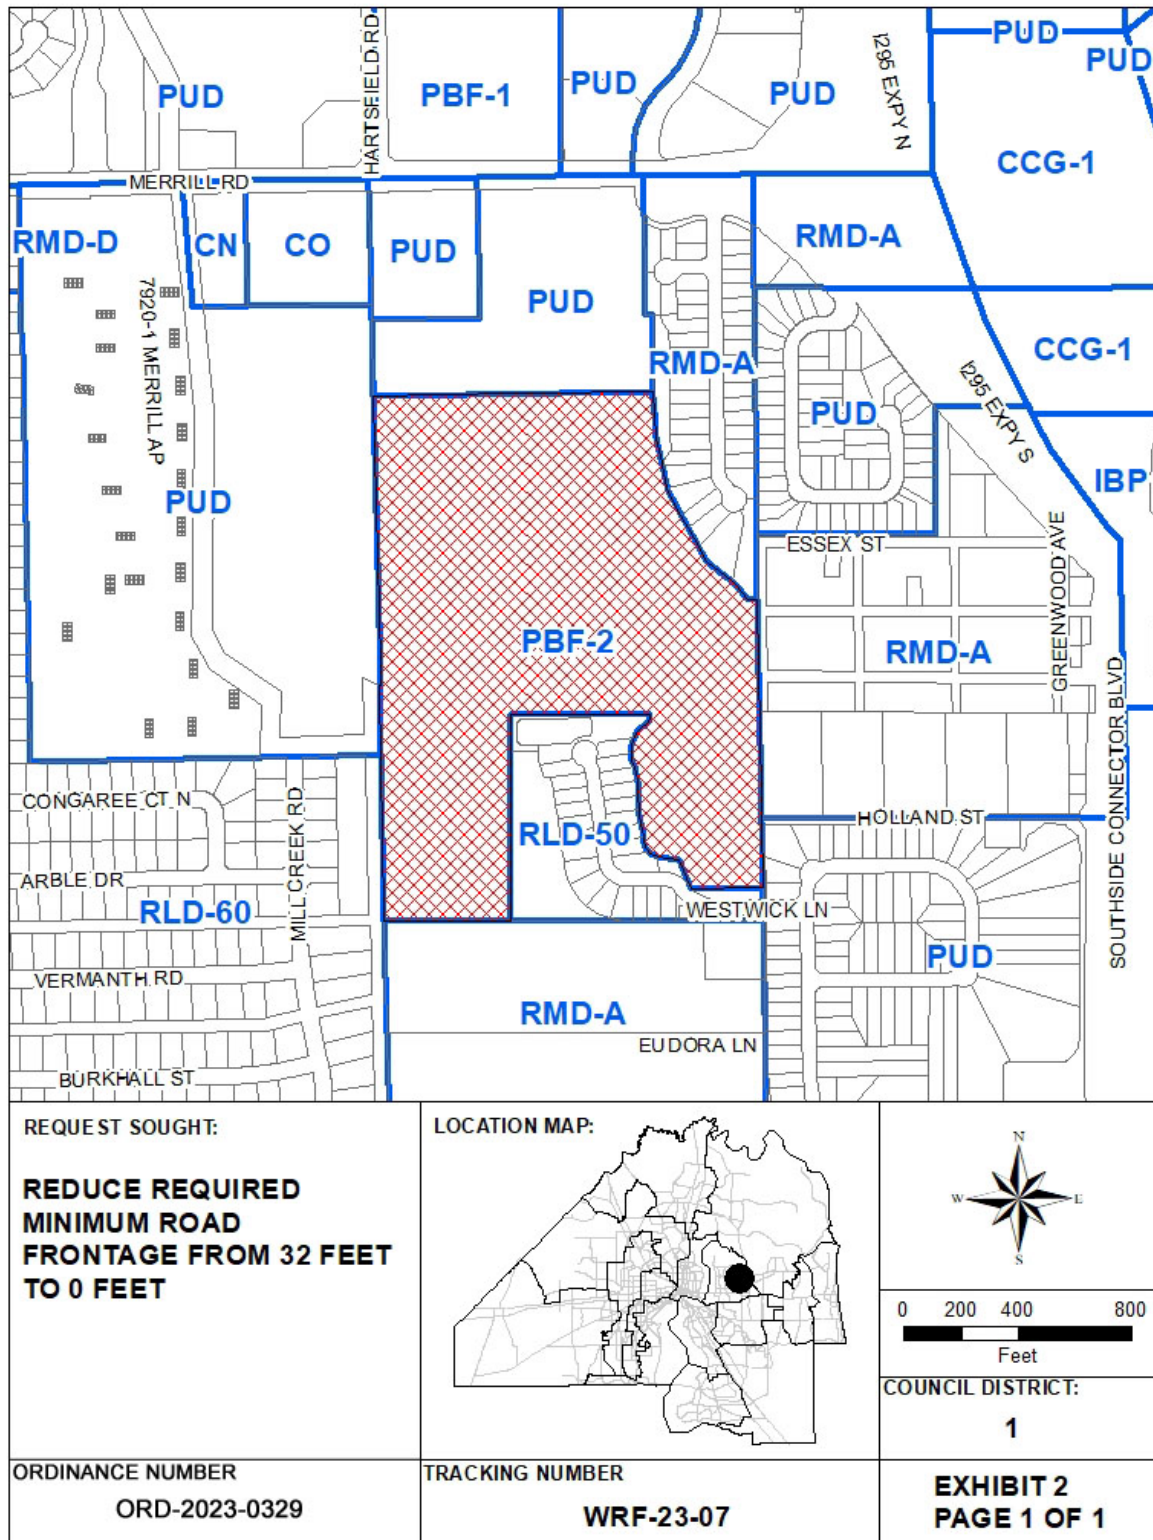 PUD
PUD
HARTSFIELD RD
PBF-1
PUD
PUD
I295 EXPY N
PUD
CCG-1
MERRILL RD
RMD-D
CN
CO
PUD
PUD
RMD-A
RMD-A
7920-1 MERRILL AP
CCG-1
I295 EXPY S
PUD
PUD
IBP
ESSEX ST
GREENWOOD AVE
PBF-2
RMD-A
SOUTHSIDE CONNECTOR BLVD
CONGAREE CT N
MILLCREEK RD
HOLLAND ST
RLD-50
ARBLE DR
RLD-60
WESTWICK LN
VERMANTH RD
PUD
RMD-A
EUDORA LN
BURKHALL ST
REQUEST SOUGHT:
REDUCE REQUIRED
MINIMUM ROAD
FRONTAGE FROM 32 FEET
TO 0 FEET
LOCATION MAP:
N
W E
S
0 200 400 800
Feet
COUNCIL DISTRICT:
1
ORDINANCE NUMBER
ORD-2023-0329
TRACKING NUMBER
WRF-23-07
EXHIBIT 2
PAGE 1 OF 1